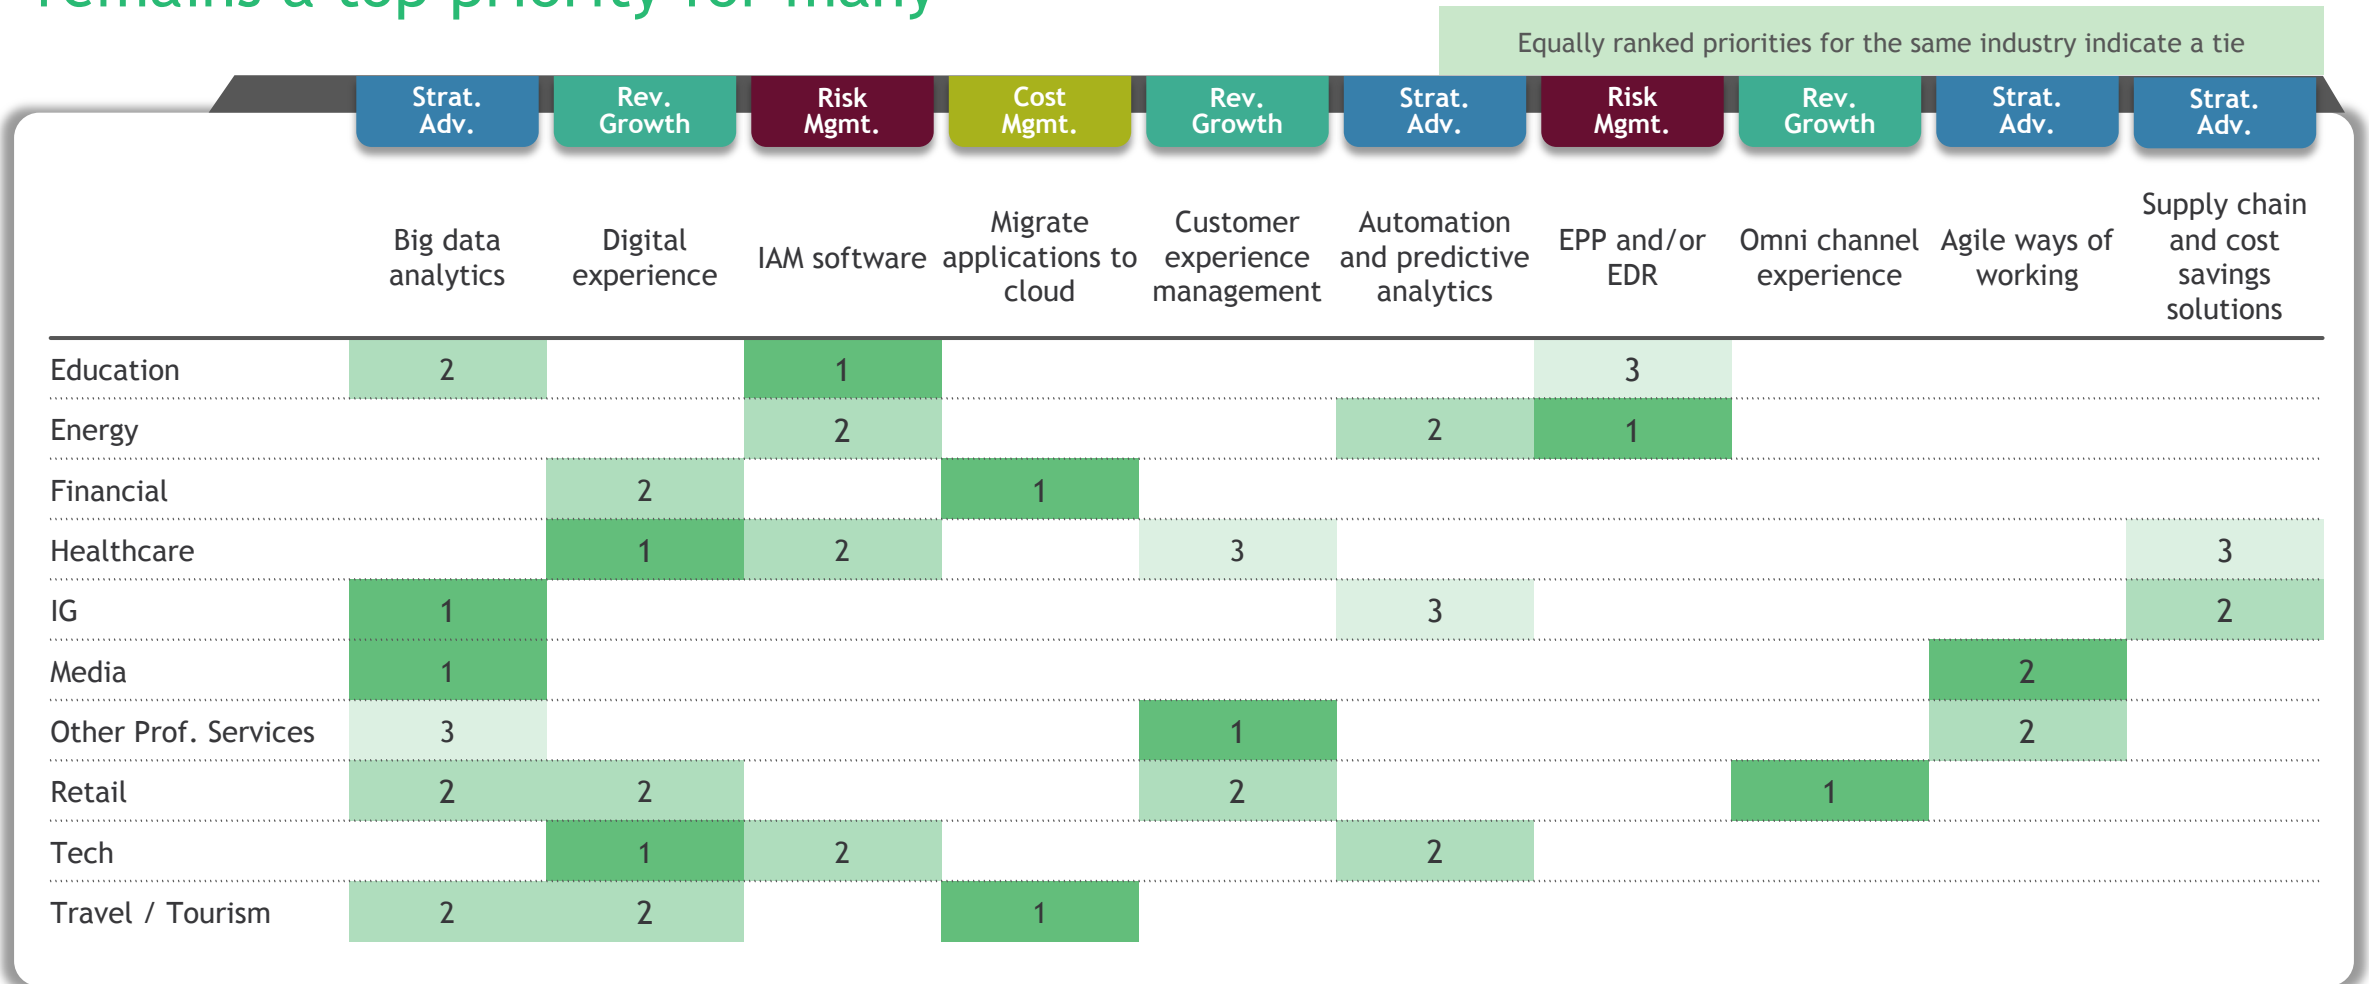 remains a top priority for many
Equally ranked priorities for the same industry indicate a tie
Strat. Adv.
Rev. Growth
Risk Mgmt.
Cost Mgmt.
Rev. Growth
Strat. Adv.
Risk Mgmt.
Rev. Growth
Strat. Adv.
Strat. Adv.
Big data
analytics
Digital
experience
IAM software
Migrate
applications to
cloud
Customer
experience
management
Automation
and predictive
analytics
EPP and/or
EDR
Omni channel
experience
Agile ways of
working
Supply chain
and cost
savings
solutions
Education 2 1 3
Energy 2 2 1
Financial 2 1
Healthcare 1 2 3 3
IG 1 3 2
Media 1 2
Other Prof. Services 3 1 2
Retail 2 2 2 1
Tech 1 2 2
Travel / Tourism 2 2 1